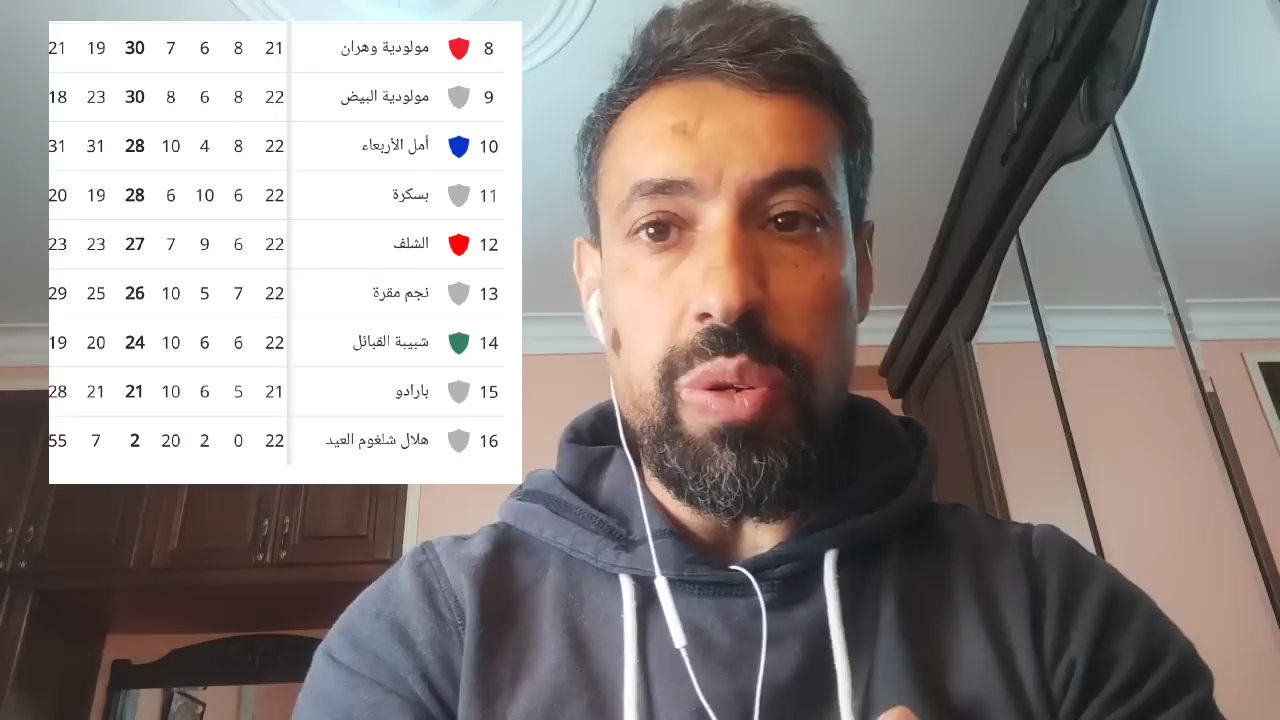 8 مولودية وهران 21 8 6 7 30 19 21
9 مولودية البيض 22 8 6 8 30 23 18
10 أمل الأربعاء 22 8 4 10 28 31 31
11 بسكرة 22 6 10 6 28 19 20
12 الشلف 22 6 9 7 27 23 23
13 نجم مقرة 22 7 5 10 26 25 29
14 شبيبة القبائل 22 6 6 10 24 20 19
15 بارادو 21 5 6 10 21 21 28
16 هلال شلغوم العيد 22 0 2 20 2 7 55